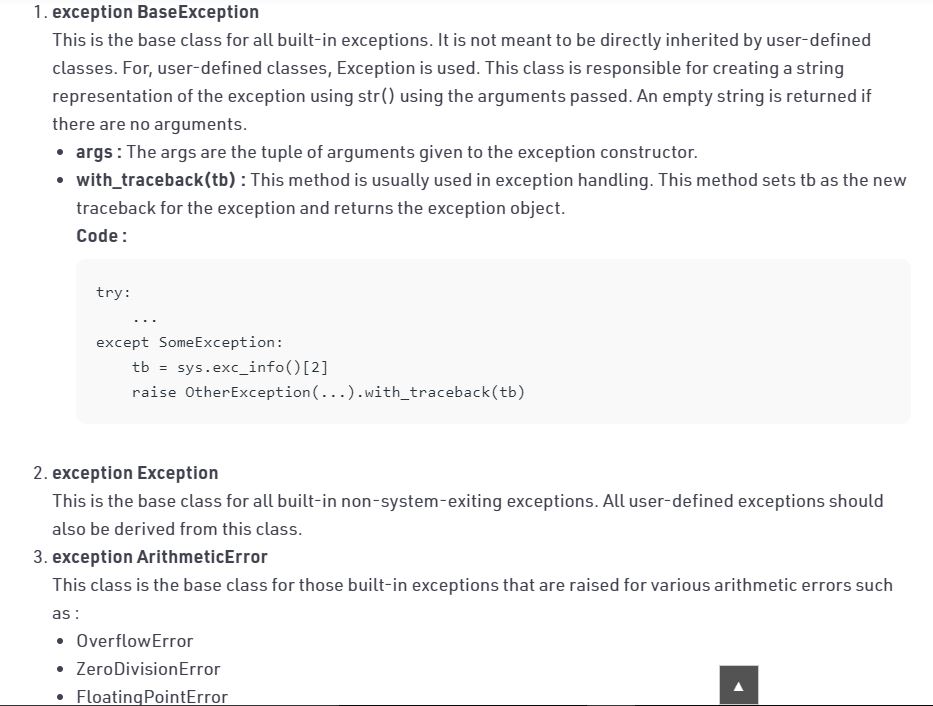 1. exception BaseException
This is the base class for all built-in exceptions. It is not meant to be directly inherited by user-defined
classes. For, user-defined classes, Exception is used. This class is responsible for creating a string
representation of the exception using str() using the arguments passed. An empty string is returned if
there are no arguments.
• args : The args are the tuple of arguments given to the exception constructor.
• with_traceback(tb) : This method is usually used in exception handling. This method sets tb as the new
traceback for the exception and returns the exception object.
Code :
try:
    ...
except SomeException:
    tb = sys.exc_info()[2]
    raise OtherException(...).with_traceback(tb)
2. exception Exception
This is the base class for all built-in non-system-exiting exceptions. All user-defined exceptions should
also be derived from this class.
3. exception ArithmeticError
This class is the base class for those built-in exceptions that are raised for various arithmetic errors such
as :
• OverflowError
• ZeroDivisionError
• FloatingPointError